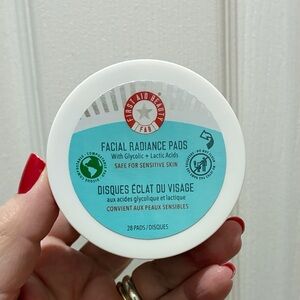 FIRST AID BEAUTY
FAB
FACIAL RADIANCE PADS
With Glycolic + Lactic Acids
SAFE FOR SENSITIVE SKIN
DISQUES ÉCLAT DU VISAGE
aux acides glycolique et lactique
CONVIENT AUX PEAUX SENSIBLES
28 PADS/DISQUES